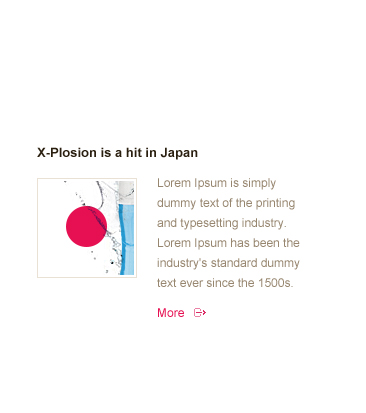 X-Plosion is a hit in Japan
Lorem Ipsum is simply
dummy text of the printing
and typesetting industry.
Lorem Ipsum has been the
industry's standard dummy
text ever since the 1500s.
More